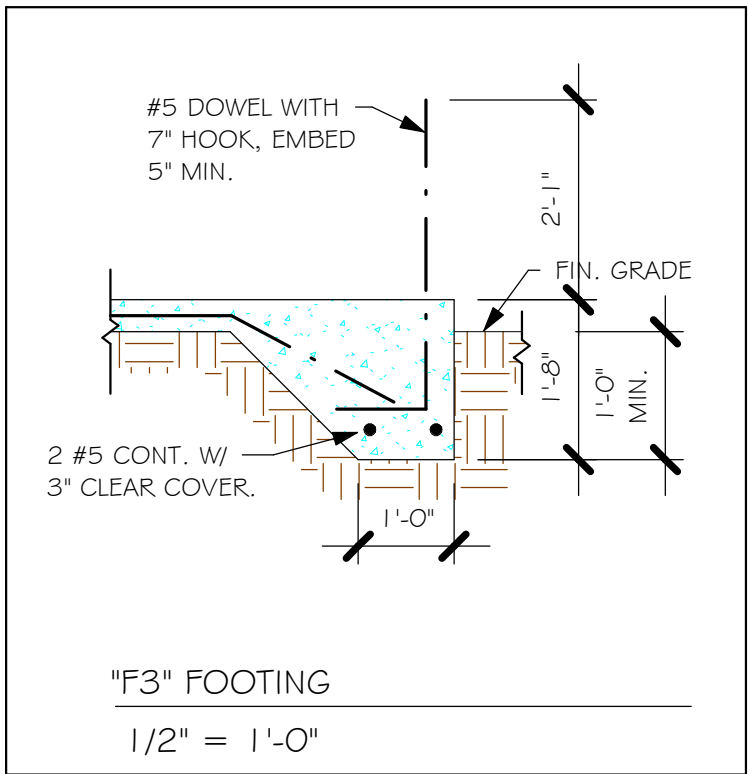 #5 DOWEL WITH
7" HOOK, EMBED
5" MIN.
2'-1"
FIN. GRADE
1'-8"
1'-0"
MIN.
2 #5 CONT. W/
3" CLEAR COVER.
1'-0"
"F3" FOOTING
1/2" = 1'-0"